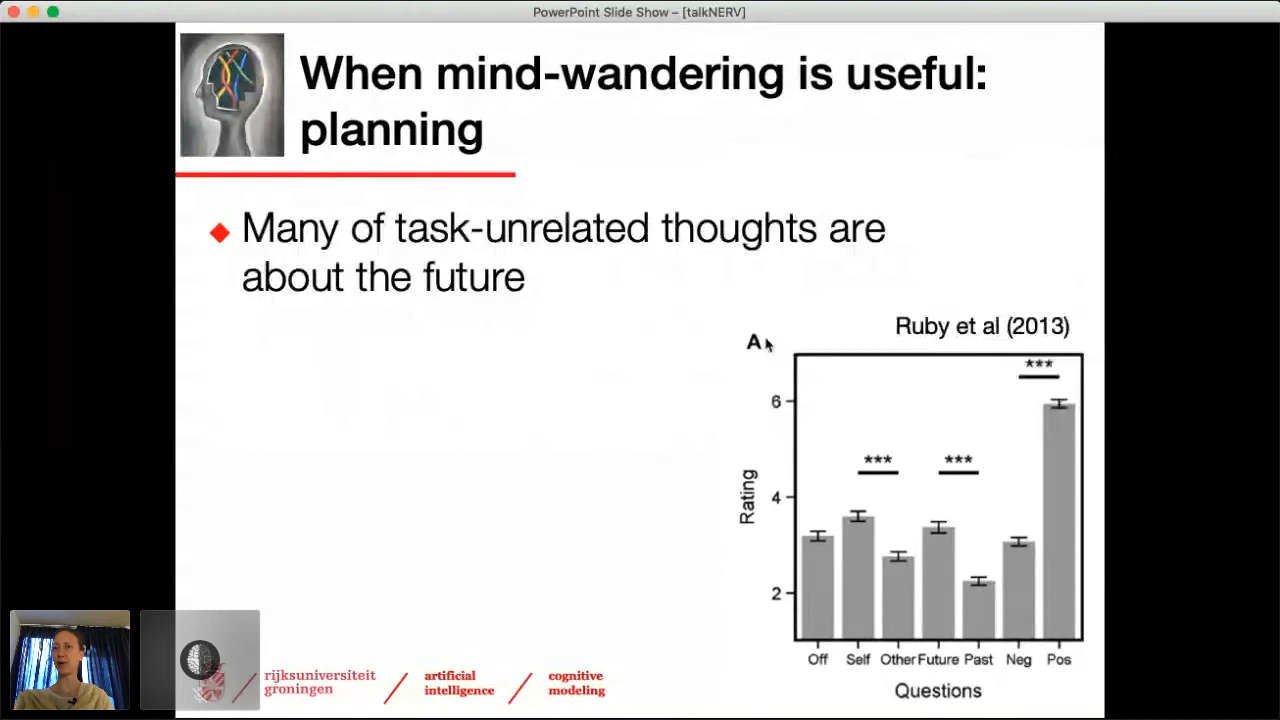 PowerPoint Slide Show – [talkNERV]
When mind-wandering is useful:
planning
Many of task-unrelated thoughts are
about the future
Ruby et al (2013)
A
***
6
*** ***
4
Rating
2
Off Self Other Future Past Neg Pos
Questions
rijksuniversiteit
groningen
artificial
intelligence
cognitive
modeling